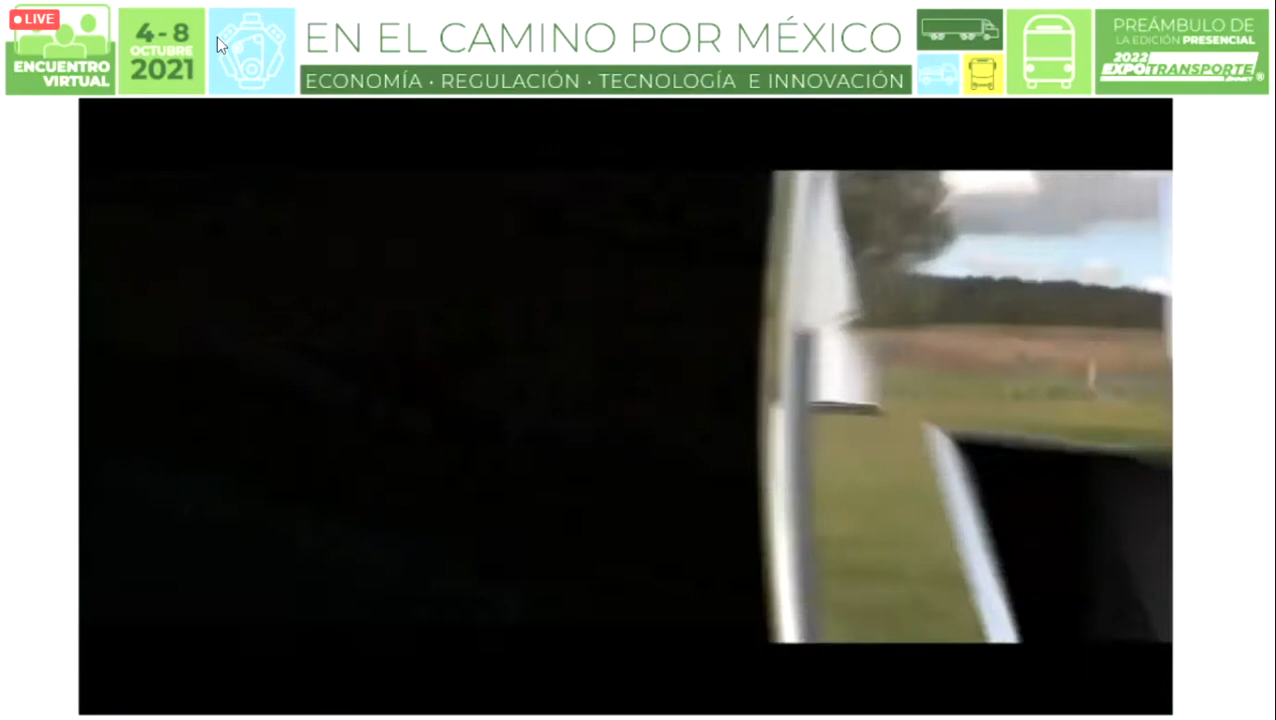 LIVE
ENCUENTRO
VIRTUAL
4 - 8
OCTUBRE
2021
EN EL CAMINO POR MÉXICO
ECONOMÍA · REGULACIÓN · TECNOLOGÍA E INNOVACIÓN
PREÁMBULO DE
LA EDICIÓN PRESENCIAL
2022
EXPOTRANSPORTE
®